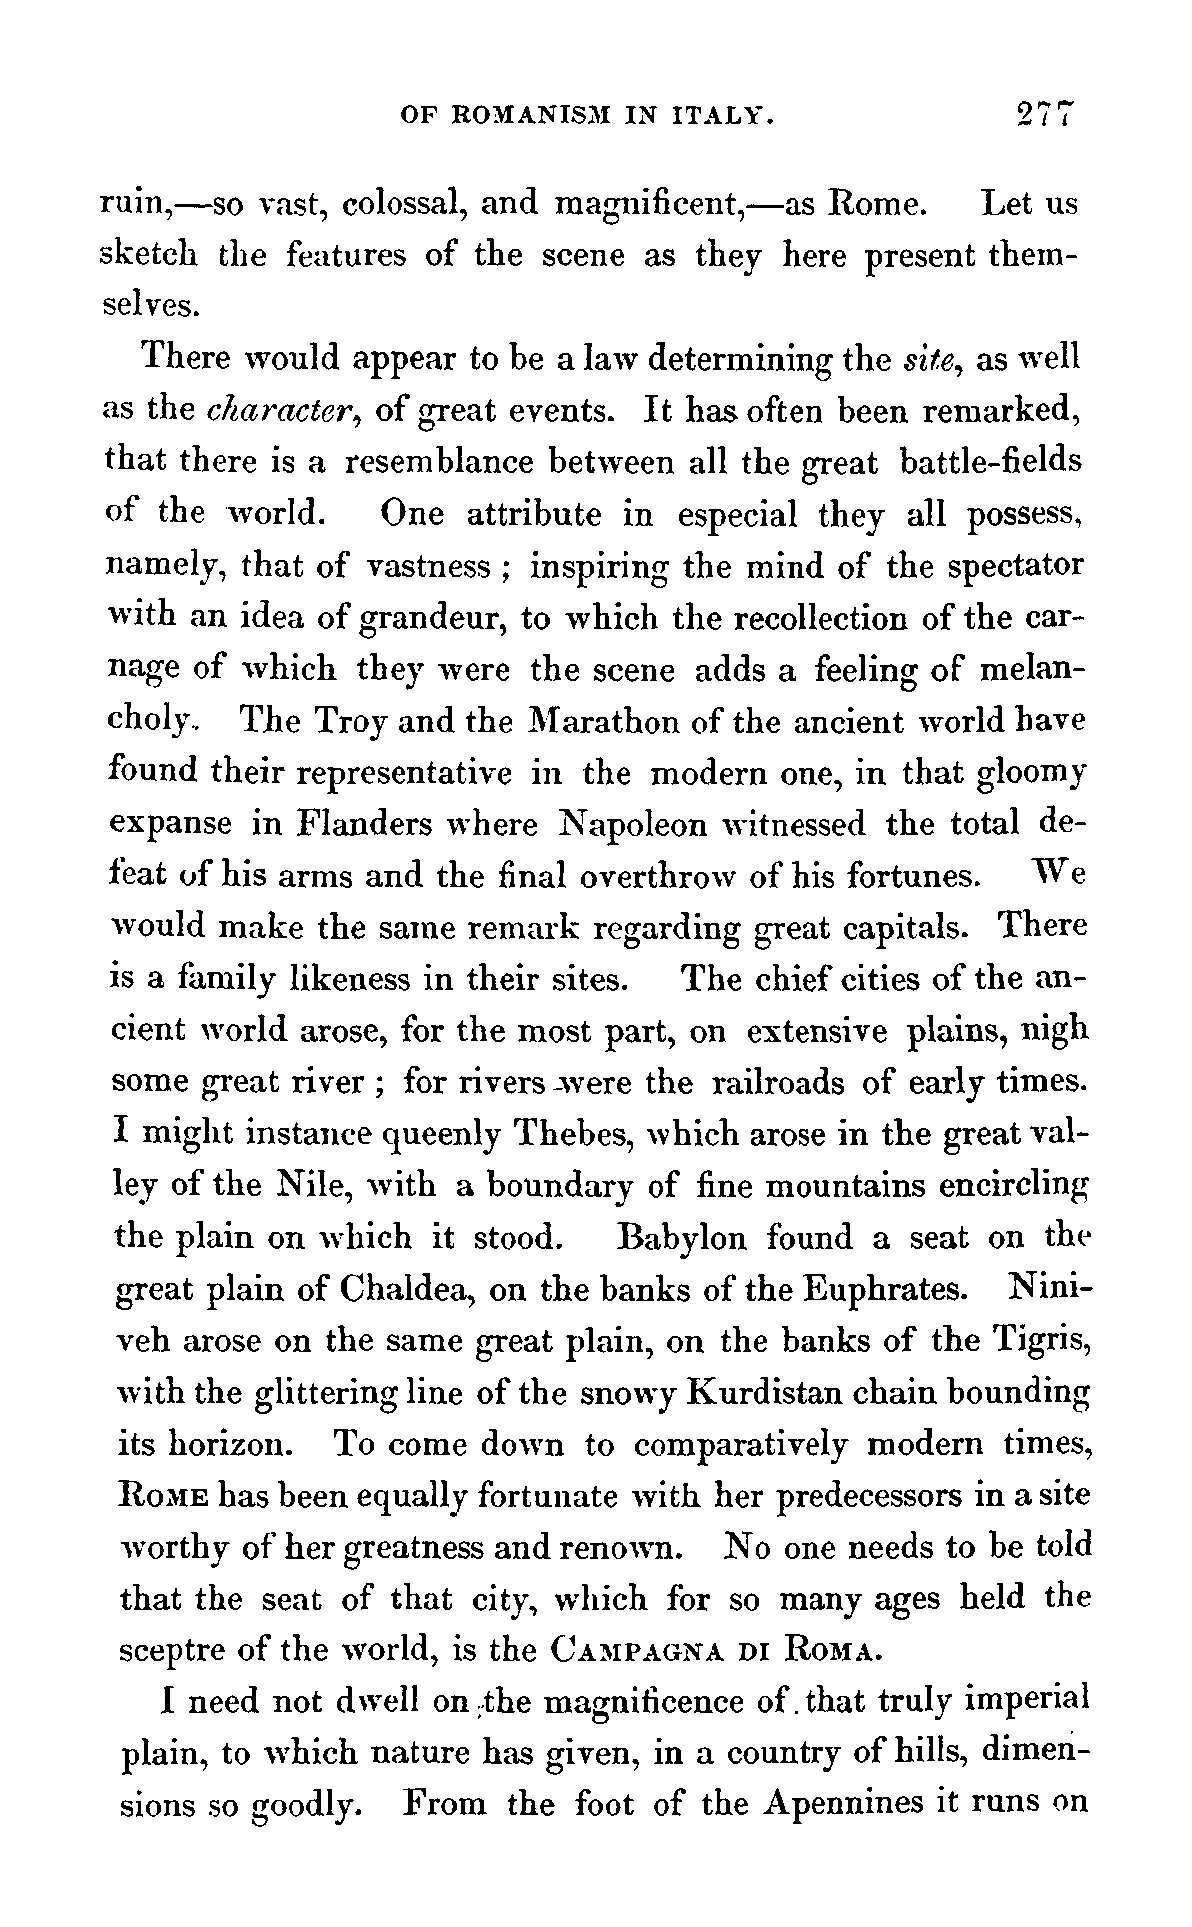 OF ROMANISM IN ITALY. 277
ruin,—so vast, colossal, and magnificent,—as Rome. Let us
sketch the features of the scene as they here present them-
selves.
There would appear to be a law determining the site, as well
as the character, of great events. It has often been remarked,
that there is a resemblance between all the great battle-fields
of the world. One attribute in especial they all possess,
namely, that of vastness ; inspiring the mind of the spectator
with an idea of grandeur, to which the recollection of the car-
nage of which they were the scene adds a feeling of melan-
choly. The Troy and the Marathon of the ancient world have
found their representative in the modern one, in that gloomy
expanse in Flanders where Napoleon witnessed the total de-
feat of his arms and the final overthrow of his fortunes. We
would make the same remark regarding great capitals. There
is a family likeness in their sites. The chief cities of the an-
cient world arose, for the most part, on extensive plains, nigh
some great river ; for rivers were the railroads of early times.
I might instance queenly Thebes, which arose in the great val-
ley of the Nile, with a boundary of fine mountains encircling
the plain on which it stood. Babylon found a seat on the
great plain of Chaldea, on the banks of the Euphrates. Nini-
veh arose on the same great plain, on the banks of the Tigris,
with the glittering line of the snowy Kurdistan chain bounding
its horizon. To come down to comparatively modern times,
ROME has been equally fortunate with her predecessors in a site
worthy of her greatness and renown. No one needs to be told
that the seat of that city, which for so many ages held the
sceptre of the world, is the CAMPAGNA DI ROMA.
I need not dwell on the magnificence of that truly imperial
plain, to which nature has given, in a country of hills, dimen-
sions so goodly. From the foot of the Apennines it runs on